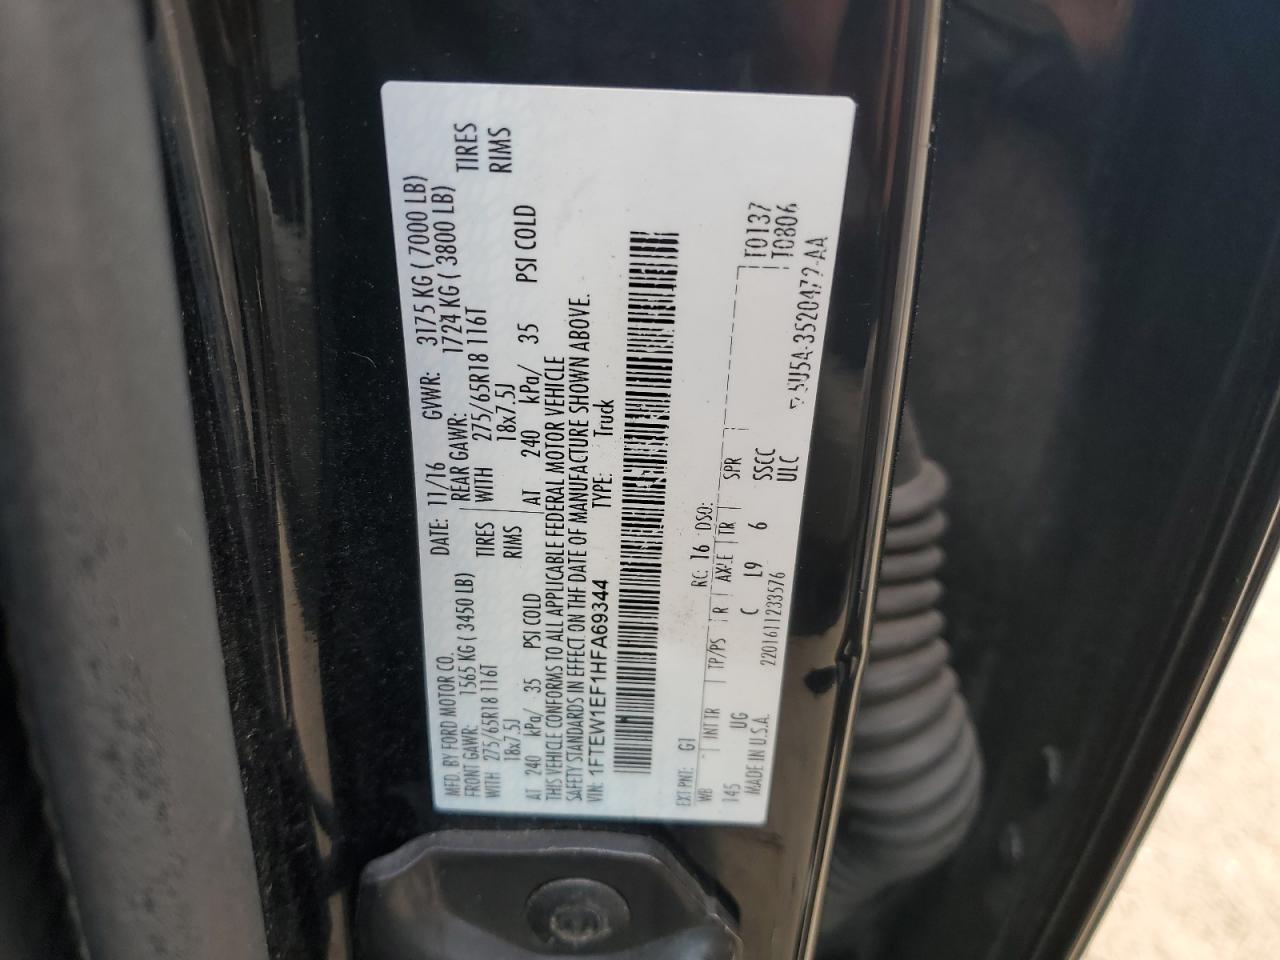 MFD. BY FORD MOTOR CO.
DATE: 11/16 GVWR: 3175 KG ( 7000 LB)
FRONT GAWR: 1565 KG ( 3450 LB) REAR GAWR: 1724 KG ( 3800 LB)
WITH 275/65R18 116T TIRES WITH 275/65R18 116T TIRES
18x7.5J RIMS 18x7.5J RIMS
AT 240 kPa/ 35 PSI COLD AT 240 kPa/ 35 PSI COLD
THIS VEHICLE CONFORMS TO ALL APPLICABLE FEDERAL MOTOR VEHICLE
SAFETY STANDARDS IN EFFECT ON THE DATE OF MANUFACTURE SHOWN ABOVE.
VIN: 1FTEW1EF1HFA69344 TYPE: Truck
EXT PNT: G1 RC: 16 DSO:
WB INT TR TP/PS R AXLE TR SPR T0137
145 UG C L9 6 SSCC T0806
MADE IN U.S.A. 2201611233576 ULC
5U5A-3520472-AA